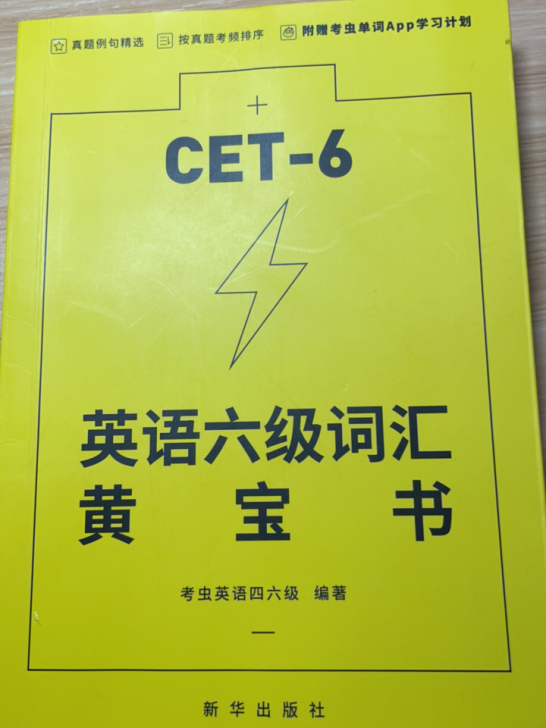 真题例句精选 按真题考频排序 附赠考虫单词App学习计划
+
CET-6
英语六级词汇
黄宝书
考虫英语四六级 编著
—
新华出版社